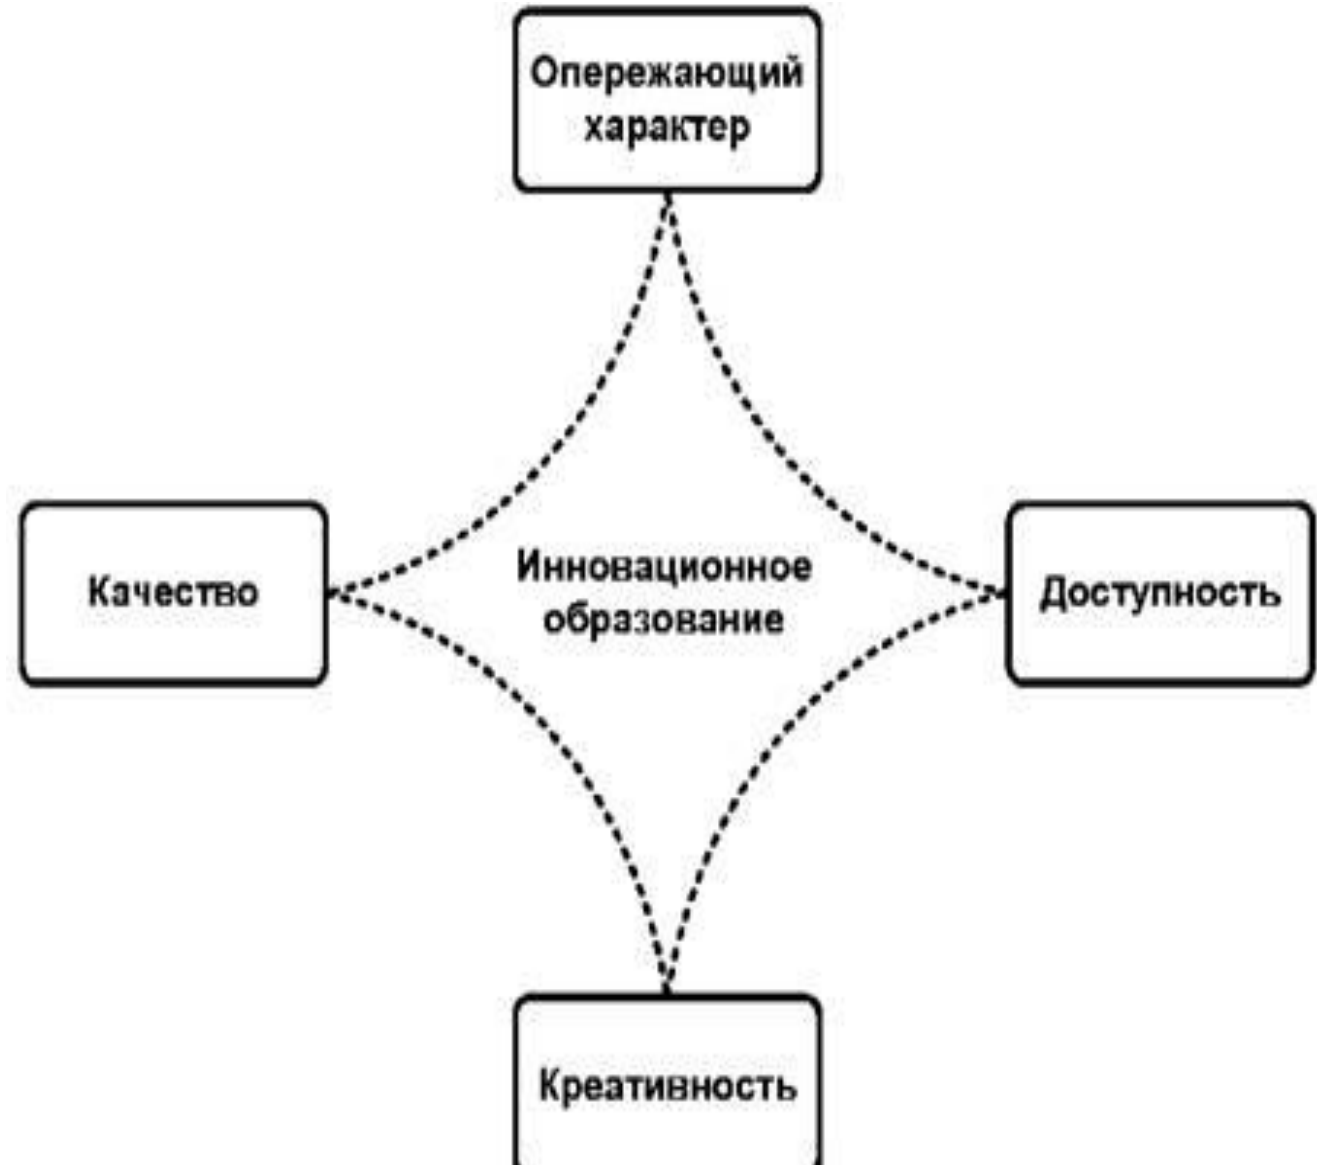 Опережающий
характер
Качество
Инновационное
образование
Доступность
Креативность